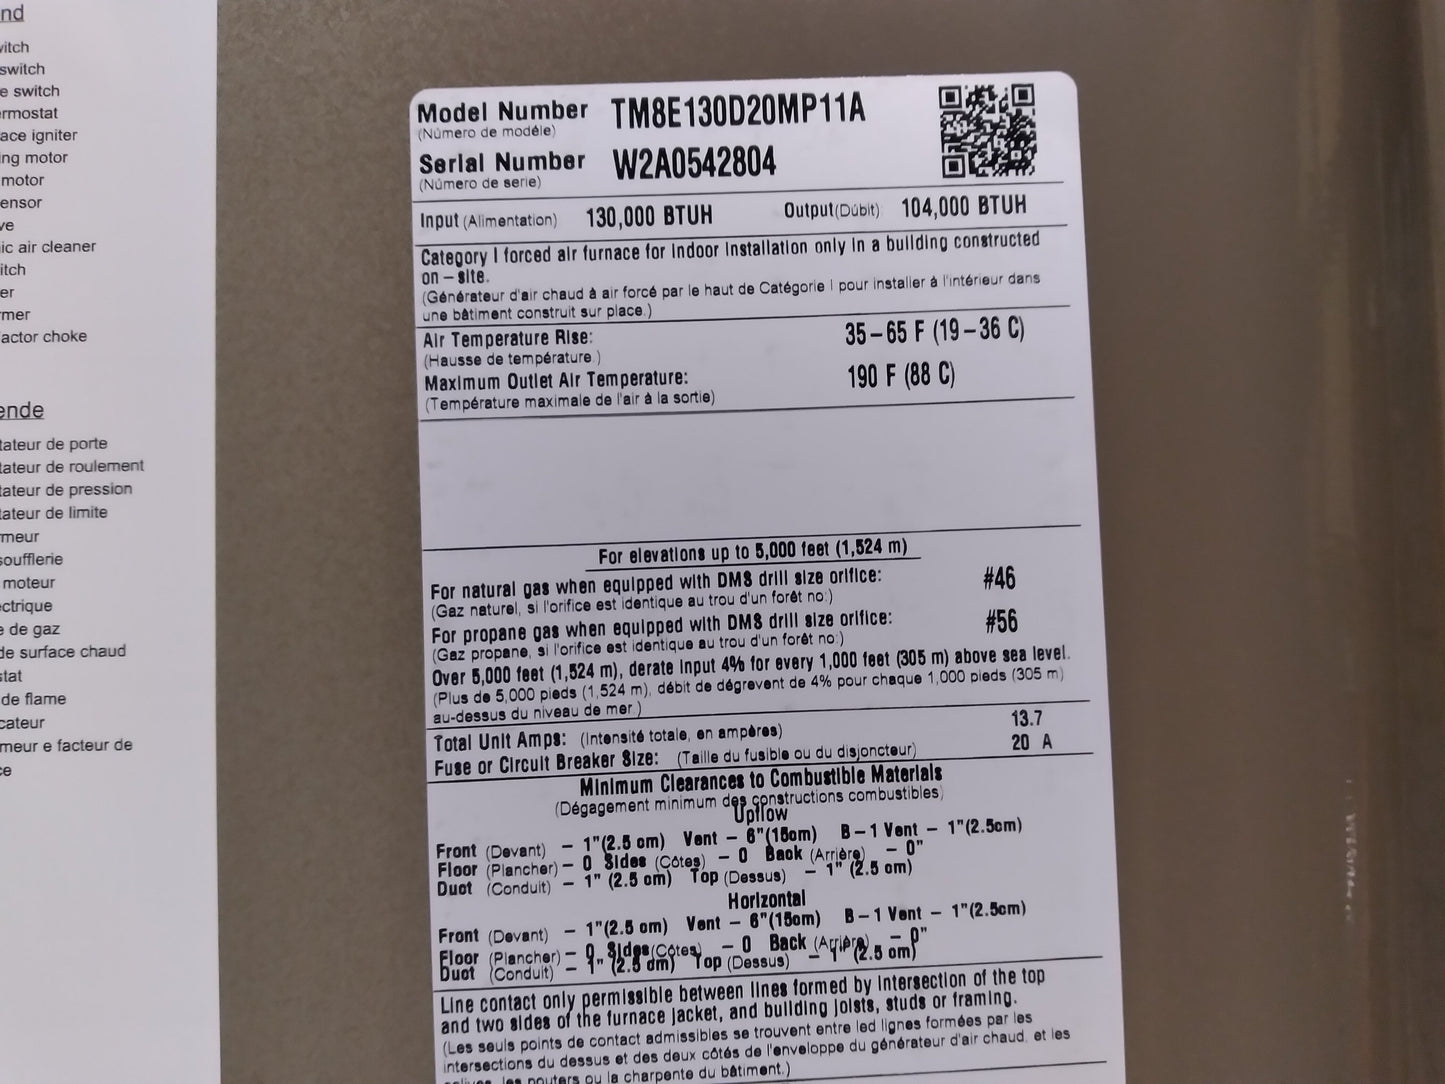 nd
vitch
switch
e switch
ermostat
ace igniter
ing motor
motor
ensor
ve
ic air cleaner
itch
er
mer
actor choke
ende
tateur de porte
tateur de roulement
tateur de pression
tateur de limite
meur
soufflerie
moteur
ectrique
e de gaz
de surface chaud
stat
de flame
cateur
meur e facteur de
ce
Model Number TM8E130D20MP11A
(Número de modéle)
Serial Number W2A0542804
(Número de serie)
Input (Alimentation) 130,000 BTUH Output (Dúbit) 104,000 BTUH
Category I forced air furnace for indoor installation only in a building constructed
on-site.
(Générateur d'air chaud à air forcé par le haut de Catégorie I pour installer à l'intérieur dans
une bâtiment construit sur place.)
Air Temperature Rise: 35-65 F (19-36 C)
(Hausse de température.)
Maximum Outlet Air Temperature: 190 F (88 C)
(Température maximale de l'air à la sortie)
For elevations up to 5,000 feet (1,524 m)
For natural gas when equipped with DMS drill size orifice: #46
(Gaz naturel, si l'orifice est identique au trou d'un forêt no:)
For propane gas when equipped with DMS drill size orifice: #56
(Gaz propane, si l'orifice est identique au trou d'un forêt no:)
Over 5,000 feet (1,524 m), derate input 4% for every 1,000 feet (305 m) above sea level.
(Plus de 5,000 pieds (1,524 m), débit de dégrevent de 4% pour chaque 1,000 pieds (305 m)
au-dessus du niveau de mer.)
Total Unit Amps: (Intensité totale, en ampères) 13.7
Fuse or Circuit Breaker Size: (Taille du fusible ou du disjoncteur) 20 A
Minimum Clearances to Combustible Materials
(Dégagement minimum des constructions combustibles)
Upflow
Front (Devant) - 1"(2.5 cm) Vent - 6"(15cm) B-1 Vent - 1"(2.5cm)
Floor (Plancher) - 0 Sides (Côtes) - 0 Back (Arrière) - 0"
Duct (Conduit) - 1" (2.5 cm) Top (Dessus) - 1" (2.5 cm)
Horizontal
Front (Devant) - 1"(2.5 cm) Vent - 6"(15cm) B-1 Vent - 1"(2.5cm)
Floor (Plancher) - 0 Sides (Côtes) - 0 Back (Arrière) - 0"
Duct (Conduit) - 1" (2.5 cm) Top (Dessus) - 1" (2.5 cm)
Line contact only permissible between lines formed by intersection of the top
and two sides of the furnace jacket, and building joists, studs or framing.
(Les seuls points de contact admissibles se trouvent entre led lignes formées par les
intersections du dessus et des deux côtés de l'enveloppe du générateur d'air chaud, et les
les pouters ou la charpente du bâtiment.)